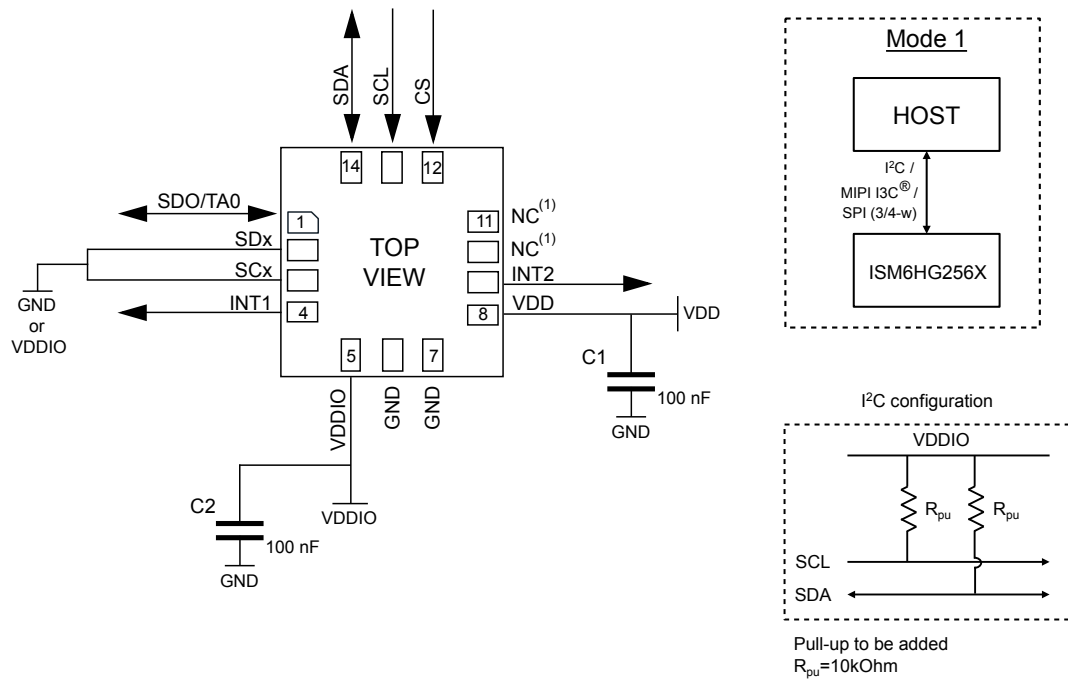 SDA
SCL
CS
14
12
SDO/TA0
1
SDx
SCx
INT1
4
GND
or
VDDIO
TOP
VIEW
11
NC(1)
NC(1)
INT2
VDD
8
VDD
5
7
VDDIO
GND
GND
C1
100 nF
GND
C2
100 nF
GND
VDDIO
Mode 1
HOST
I²C /
MIPI I3C® /
SPI (3/4-w)
ISM6HG256X
I²C configuration
VDDIO
Rpu
Rpu
SCL
SDA
Pull-up to be added
Rpu=10kOhm